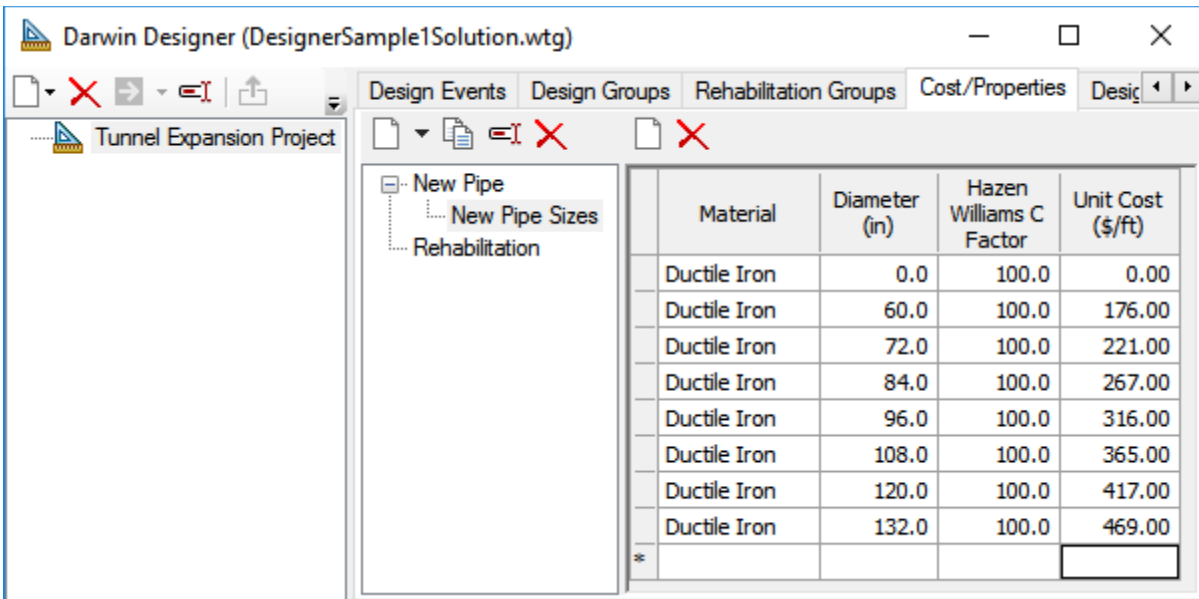 Darwin Designer (DesignerSample1Solution.wtg)
Design Events Design Groups Rehabilitation Groups Cost/Properties Desig
Tunnel Expansion Project
New Pipe
New Pipe Sizes
Rehabilitation
Material Diameter (in) Hazen Williams C Factor Unit Cost ($/ft)
Ductile Iron 0.0 100.0 0.00
Ductile Iron 60.0 100.0 176.00
Ductile Iron 72.0 100.0 221.00
Ductile Iron 84.0 100.0 267.00
Ductile Iron 96.0 100.0 316.00
Ductile Iron 108.0 100.0 365.00
Ductile Iron 120.0 100.0 417.00
Ductile Iron 132.0 100.0 469.00
*